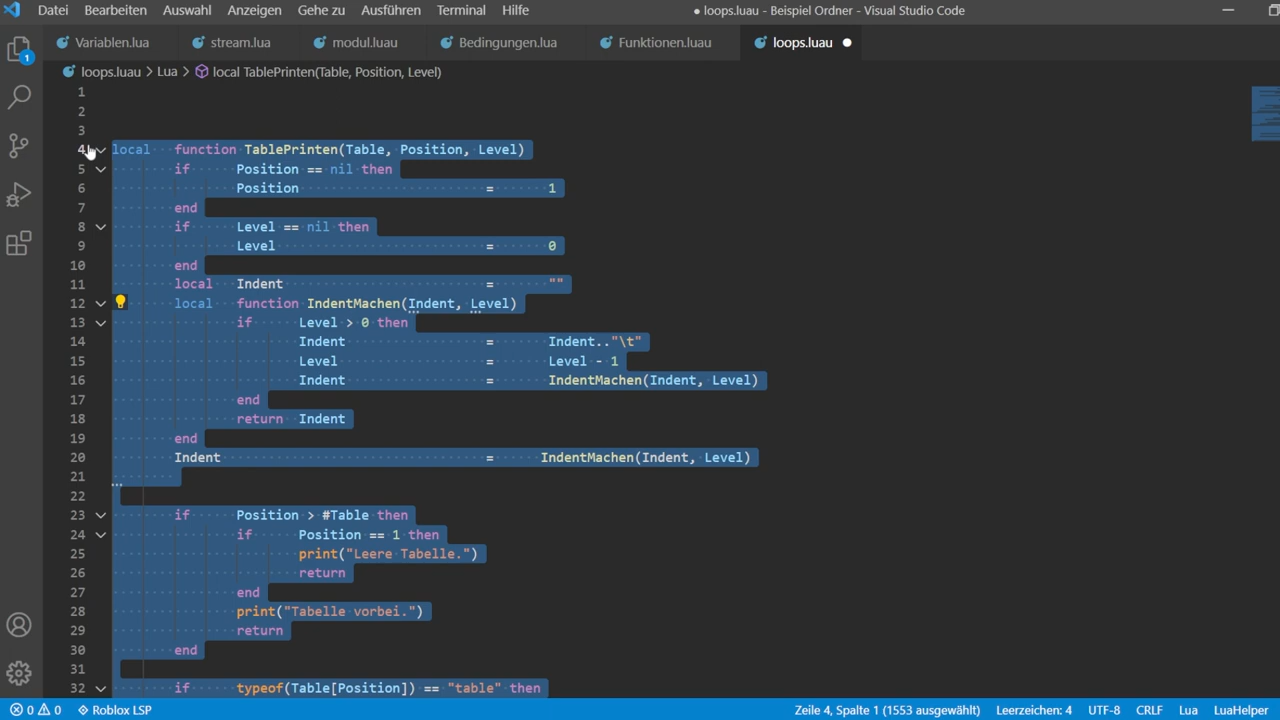 Datei Bearbeiten Auswahl Anzeigen Gehe zu Ausführen Terminal Hilfe ● loops.luau - Beispiel Ordner - Visual Studio Code
Variablen.lua stream.lua modul.luau Bedingungen.lua Funktionen.luau loops.luau
loops.luau > Lua > local TablePrinten(Table, Position, Level)
1
1
2
3
4 local function TablePrinten(Table, Position, Level)
5 if Position == nil then
6 Position = 1
7 end
8 if Level == nil then
9 Level = 0
10 end
11 local Indent = ""
12 local function IndentMachen(Indent, Level)
13 if Level > 0 then
14 Indent = Indent.."\t"
15 Level = Level - 1
16 Indent = IndentMachen(Indent, Level)
17 end
18 return Indent
19 end
20 Indent = IndentMachen(Indent, Level)
21
22
23 if Position > #Table then
24 if Position == 1 then
25 print("Leere Tabelle.")
26 return
27 end
28 print("Tabelle vorbei.")
29 return
30 end
31
32 if typeof(Table[Position]) == "table" then
0 0 Roblox LSP Zeile 4, Spalte 1 (1553 ausgewählt) Leerzeichen: 4 UTF-8 CRLF Lua LuaHelper